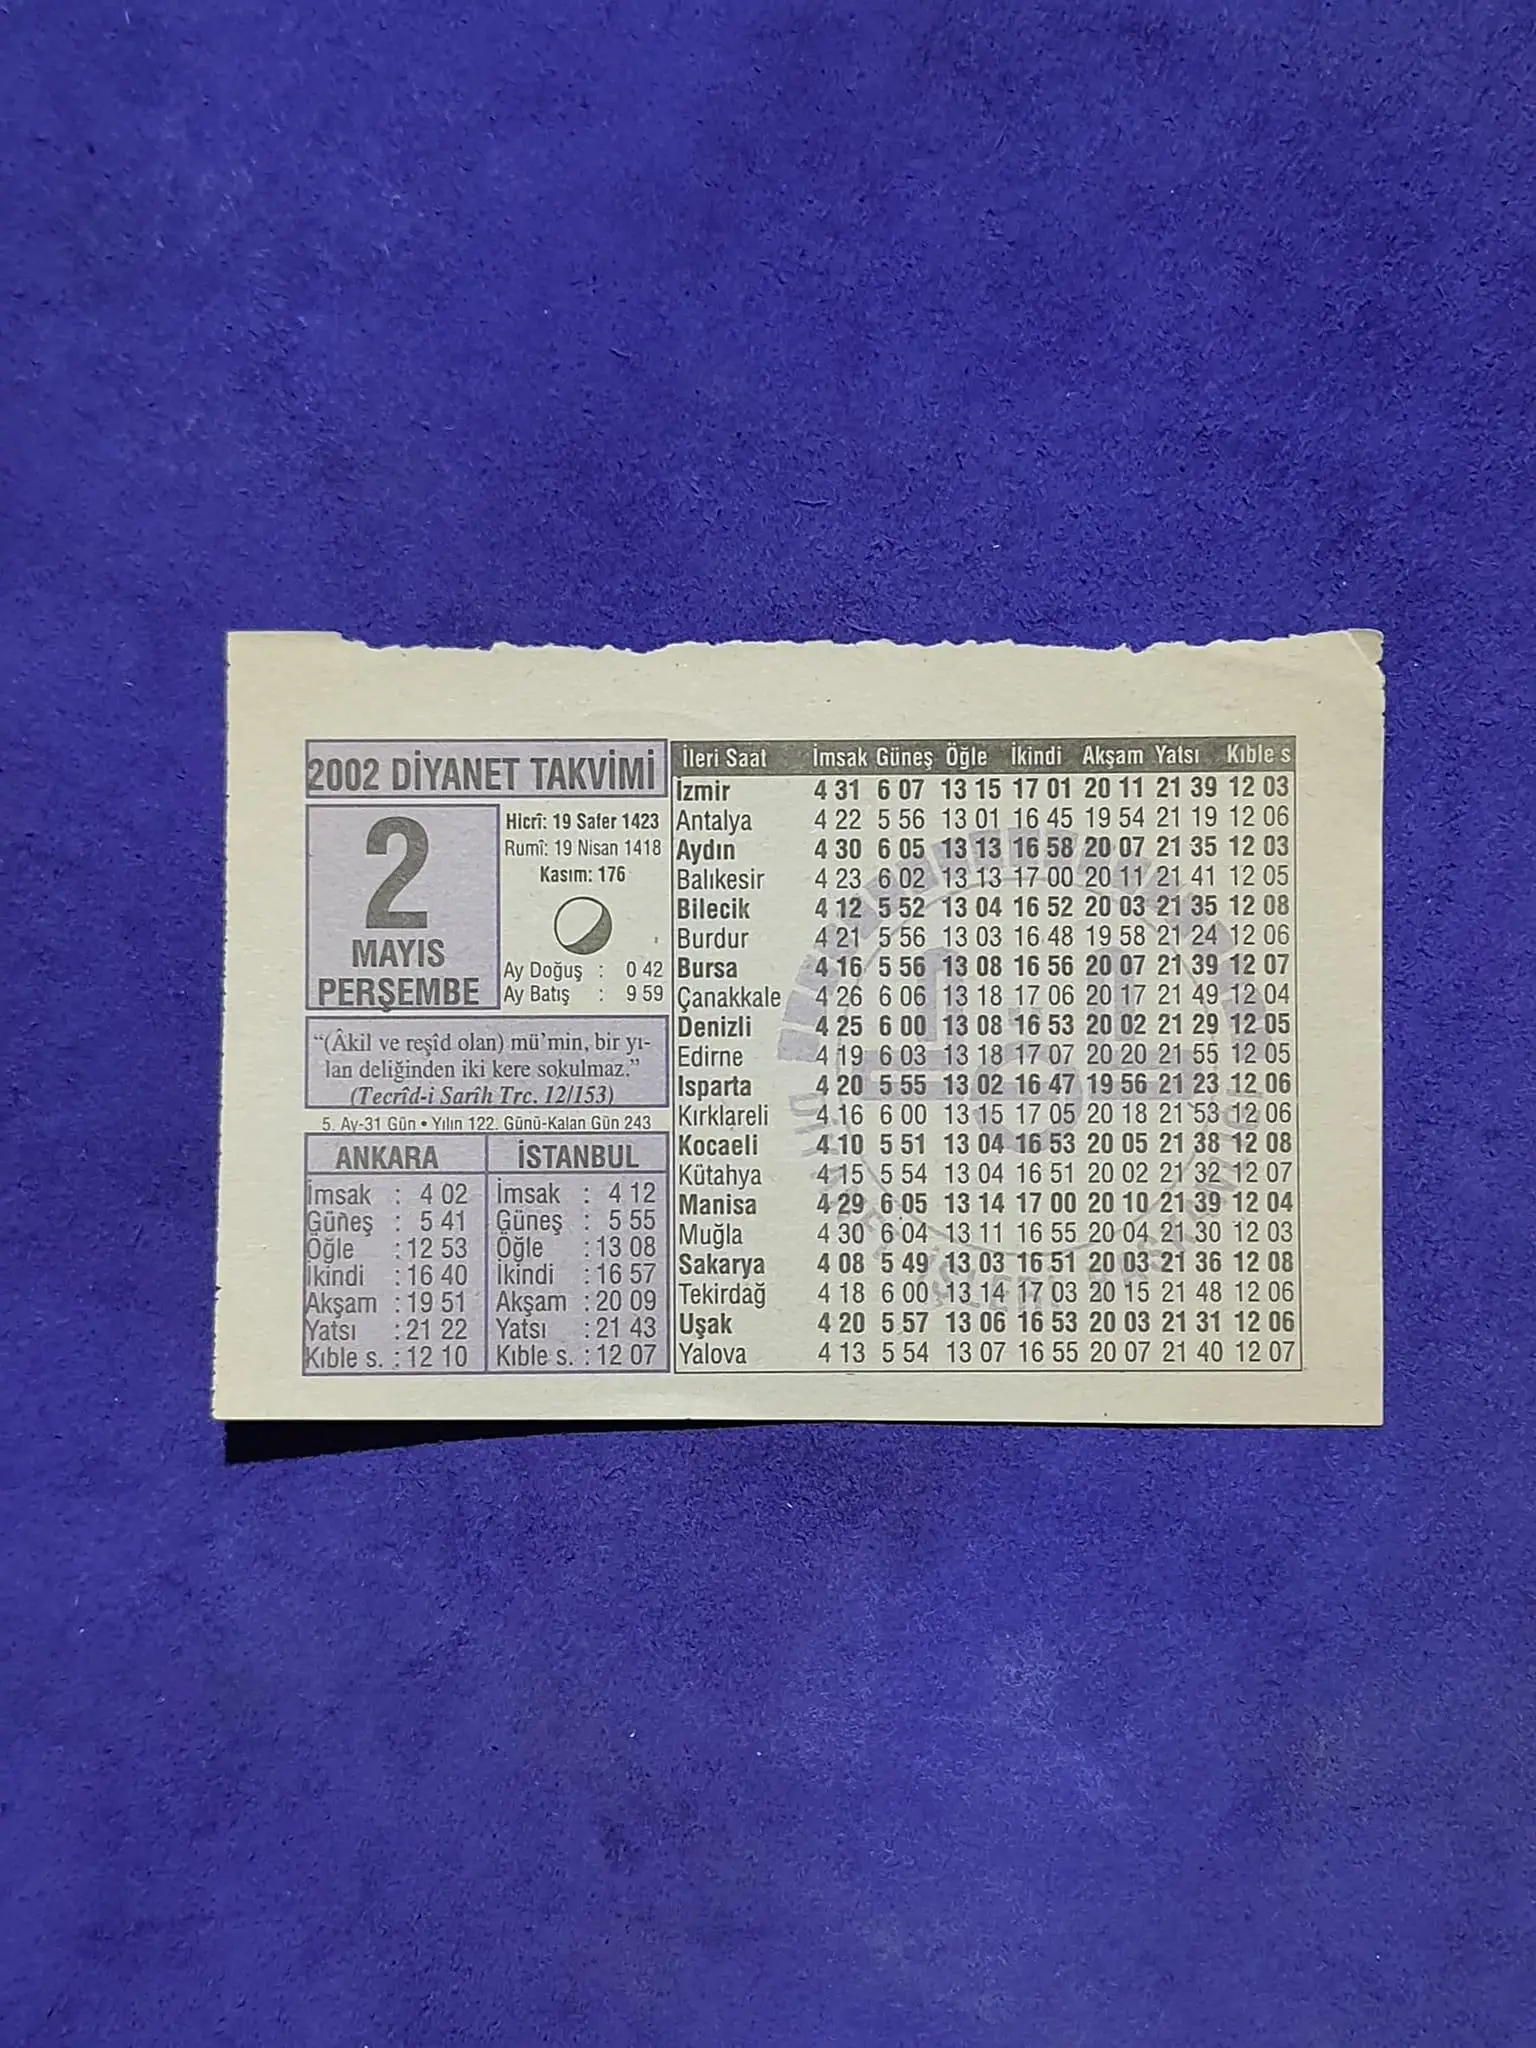 2002 DİYANET TAKVİMİ
2
MAYIS
PERŞEMBE
Hicrî: 19 Safer 1423
Rumî: 19 Nisan 1418
Kasım: 176
Ay Doğuş : 0 42
Ay Batış : 9 59
“(Âkil ve reşîd olan) mü’min, bir yı-
lan deliğinden iki kere sokulmaz.”
(Tecrîd-i Sarîh Trc. 12/153)
5. Ay-31 Gün • Yılın 122. Günü-Kalan Gün 243
ANKARA
İmsak : 4 02
Güneş : 5 41
Öğle : 12 53
İkindi : 16 40
Akşam : 19 51
Yatsı : 21 22
Kıble s. : 12 10
İSTANBUL
İmsak : 4 12
Güneş : 5 55
Öğle : 13 08
İkindi : 16 57
Akşam : 20 09
Yatsı : 21 43
Kıble s. : 12 07
İleri Saat İmsak Güneş Öğle İkindi Akşam Yatsı Kıble s
İzmir 4 31 6 07 13 15 17 01 20 11 21 39 12 03
Antalya 4 22 5 56 13 01 16 45 19 54 21 19 12 06
Aydın 4 30 6 05 13 13 16 58 20 07 21 35 12 03
Balıkesir 4 23 6 02 13 13 17 00 20 11 21 41 12 05
Bilecik 4 12 5 52 13 04 16 52 20 03 21 35 12 08
Burdur 4 21 5 56 13 03 16 48 19 58 21 24 12 06
Bursa 4 16 5 56 13 08 16 56 20 07 21 39 12 07
Çanakkale 4 26 6 06 13 18 17 06 20 17 21 49 12 04
Denizli 4 25 6 00 13 08 16 53 20 02 21 29 12 05
Edirne 4 19 6 03 13 18 17 07 20 20 21 55 12 05
Isparta 4 20 5 55 13 02 16 47 19 56 21 23 12 06
Kırklareli 4 16 6 00 13 15 17 05 20 18 21 53 12 06
Kocaeli 4 10 5 51 13 04 16 53 20 05 21 38 12 08
Kütahya 4 15 5 54 13 04 16 51 20 02 21 32 12 07
Manisa 4 29 6 05 13 14 17 00 20 10 21 39 12 04
Muğla 4 30 6 04 13 11 16 55 20 04 21 30 12 03
Sakarya 4 08 5 49 13 03 16 51 20 03 21 36 12 08
Tekirdağ 4 18 6 00 13 14 17 03 20 15 21 48 12 06
Uşak 4 20 5 57 13 06 16 53 20 03 21 31 12 06
Yalova 4 13 5 54 13 07 16 55 20 07 21 40 12 07